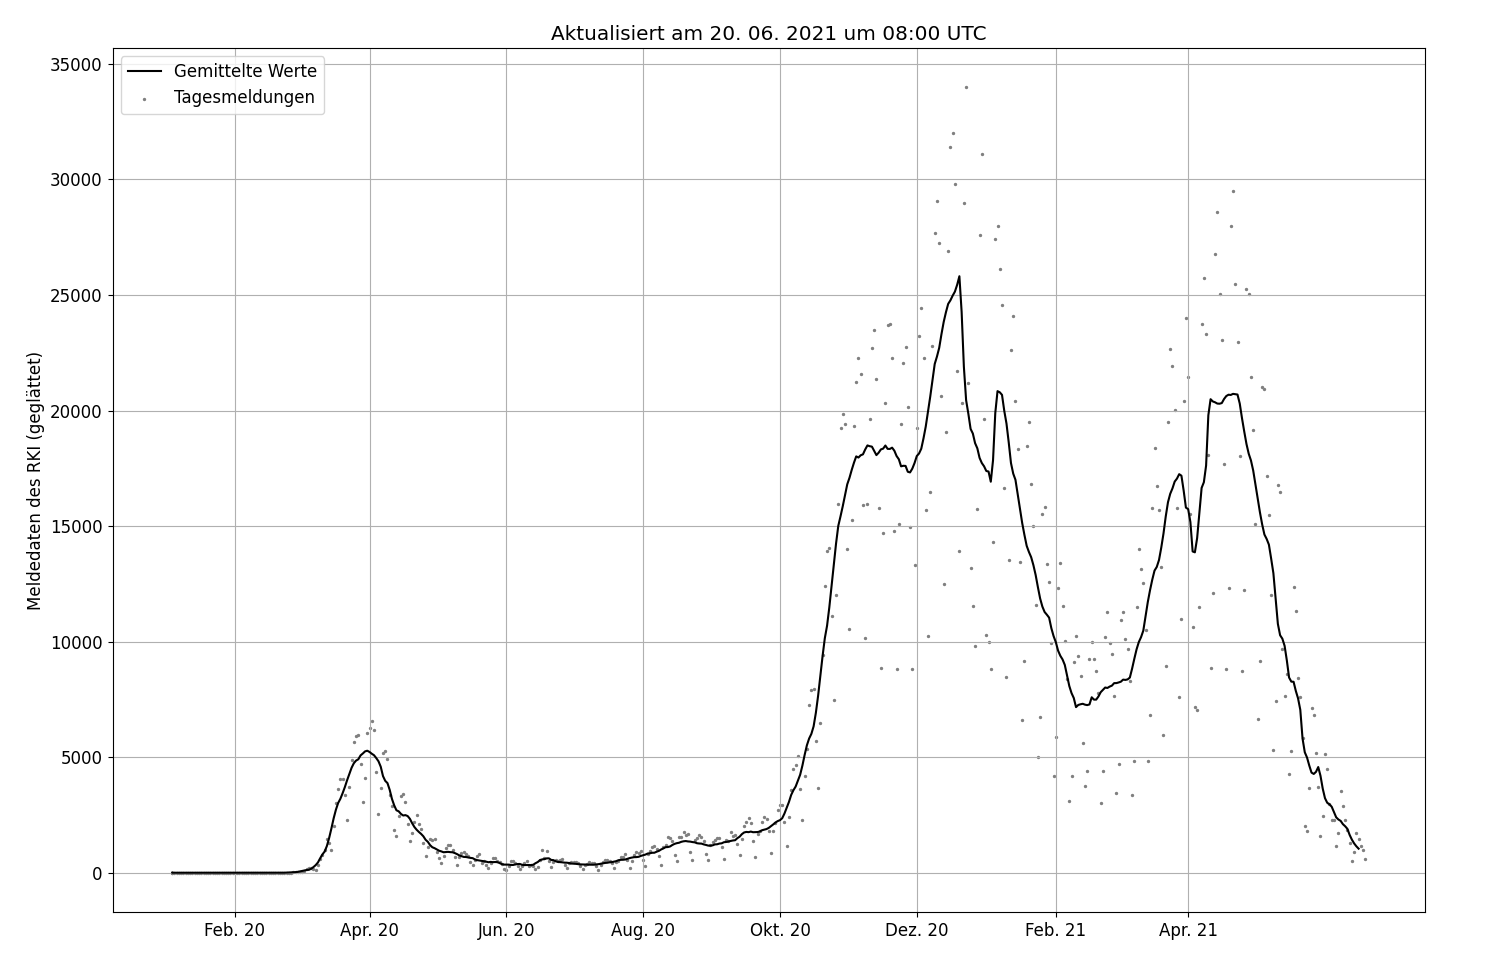 Aktualisiert am 20. 06. 2021 um 08:00 UTC
Gemittelte Werte
Tagesmeldungen
Meldedaten des RKI (geglättet)
35000
30000
25000
20000
15000
10000
5000
0
Feb. 20 Apr. 20 Jun. 20 Aug. 20 Okt. 20 Dez. 20 Feb. 21 Apr. 21